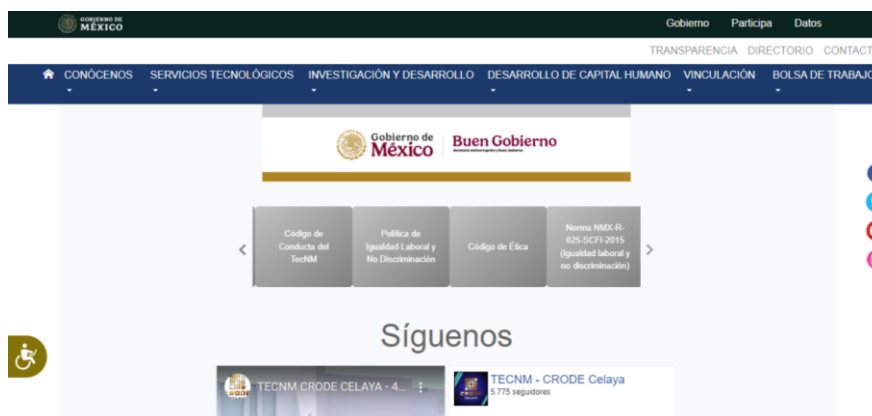 GOBIERNO DE
MÉXICO
Gobierno Participa Datos
TRANSPARENCIA DIRECTORIO CONTACT
CONÓCENOS SERVICIOS TECNOLÓGICOS INVESTIGACIÓN Y DESARROLLO DESARROLLO DE CAPITAL HUMANO VINCULACIÓN BOLSA DE TRABAJO
Gobierno de
México
Buen Gobierno
Código de
Conducta del
TecNM
Política de
Igualdad Laboral y
No Discriminación
Código de Ética
Norma NMX-R-
025-SCFI-2015
(Igualdad laboral y
no discriminación)
Síguenos
TECNM CRODE CELAYA - 4...
TECNM - CRODE Celaya
5.775 seguidores